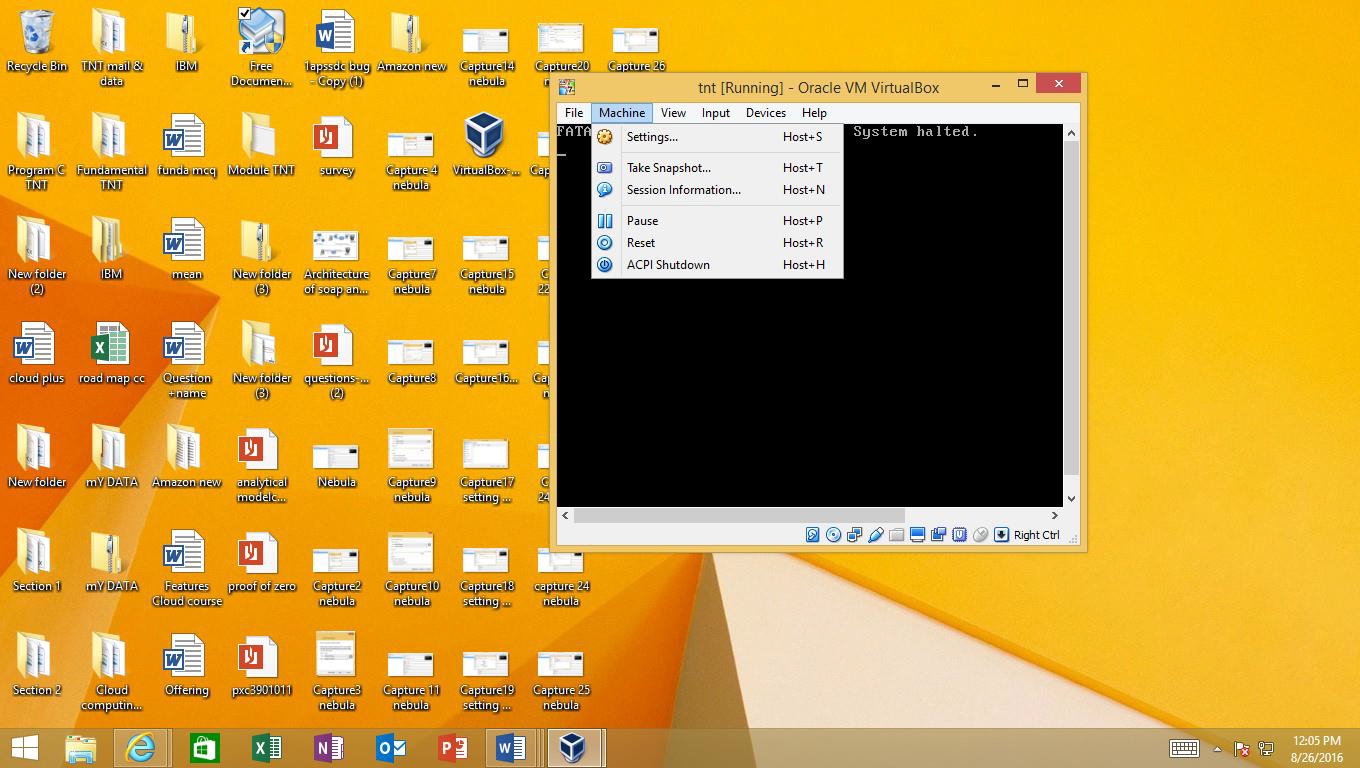 Recycle Bin
TNT mail &
data
IBM
Free
Documen...
1apssdc bug
- Copy (1)
Amazon new
Capture14
nebula
Capture20
Capture 26
Program C
TNT
Fundamental
TNT
funda mcq
Module TNT
survey
Capture 4
nebula
VirtualBox-...
New folder
(2)
IBM
mean
New folder
(3)
Architecture
of soap an...
Capture7
nebula
Capture15
nebula
cloud plus
road map cc
Question
+name
New folder
(3)
questions-...
(2)
Capture8
Capture16...
New folder
mY DATA
Amazon new
analytical
modelc...
Nebula
Capture9
nebula
Capture17
setting ...
Section 1
mY DATA
Features
Cloud course
proof of zero
Capture2
nebula
Capture10
nebula
Capture18
setting ...
capture 24
nebula
Section 2
Cloud
computin...
Offering
pxc3901011
Capture3
nebula
Capture 11
nebula
Capture19
setting ...
Capture 25
nebula
tnt [Running] - Oracle VM VirtualBox
File Machine View Input Devices Help
FATA System halted.
Settings... Host+S
Take Snapshot... Host+T
Session Information... Host+N
Pause Host+P
Reset Host+R
ACPI Shutdown Host+H
Right Ctrl
12:05 PM
8/26/2016